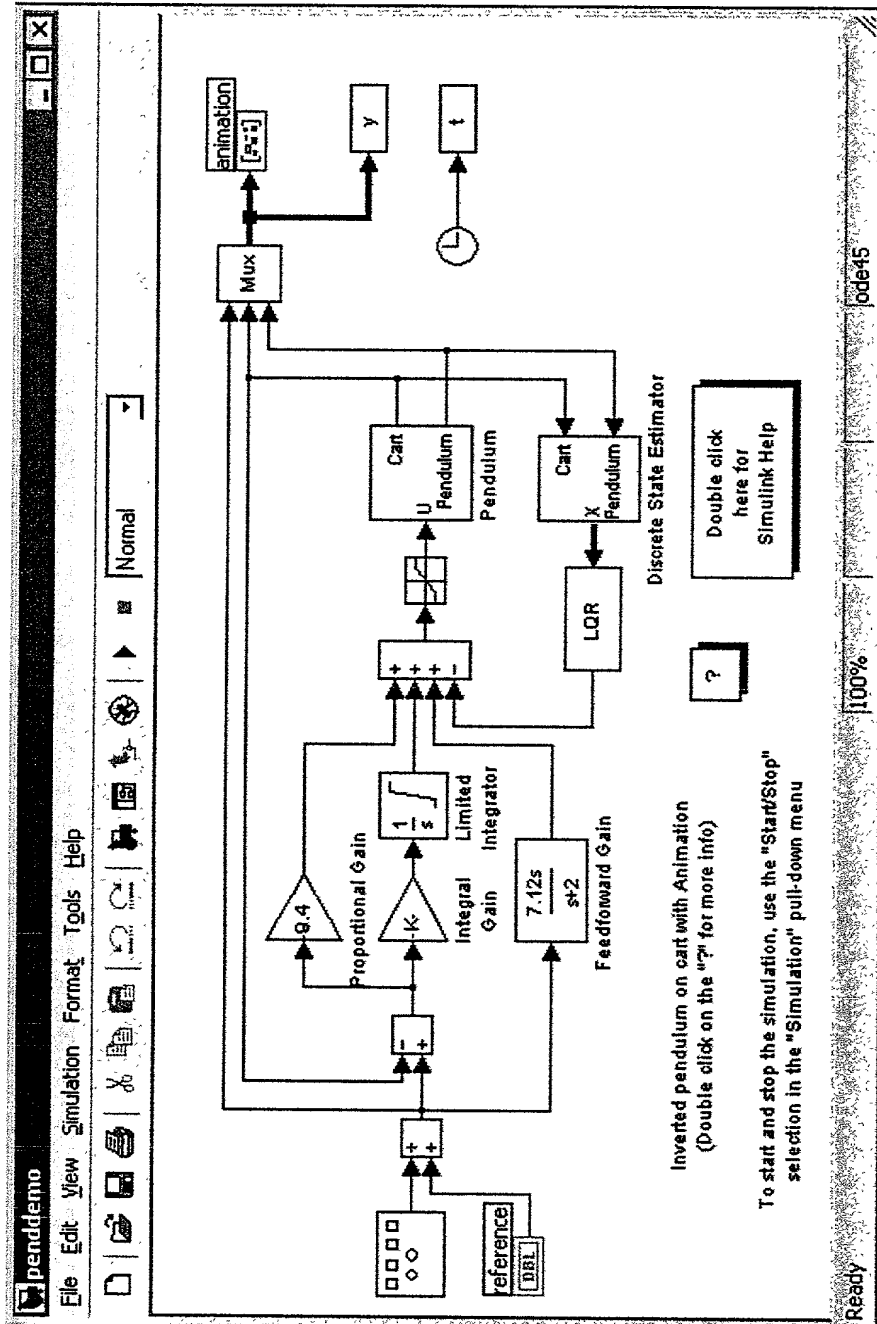 penddemo
File Edit View Simulation Format Tools Help
Normal
animation
Mux
y
t
Cart
U
Pendulum
Pendulum
+
+
+
-
-9.4
Proportional Gain
-K-
Integral
Gain
1
s
Limited
Integrator
7.12s
s+2
Feedforward Gain
-
+
+
+
reference
DBL
Cart
X
Pendulum
Discrete State Estimator
LQR
?
Double click
here for
Simulink Help
Inverted pendulum on cart with Animation
(Double click on the "?" for more info)
To start and stop the simulation, use the "Start/Stop"
selection in the "Simulation" pull-down menu
Ready
100%
ode45